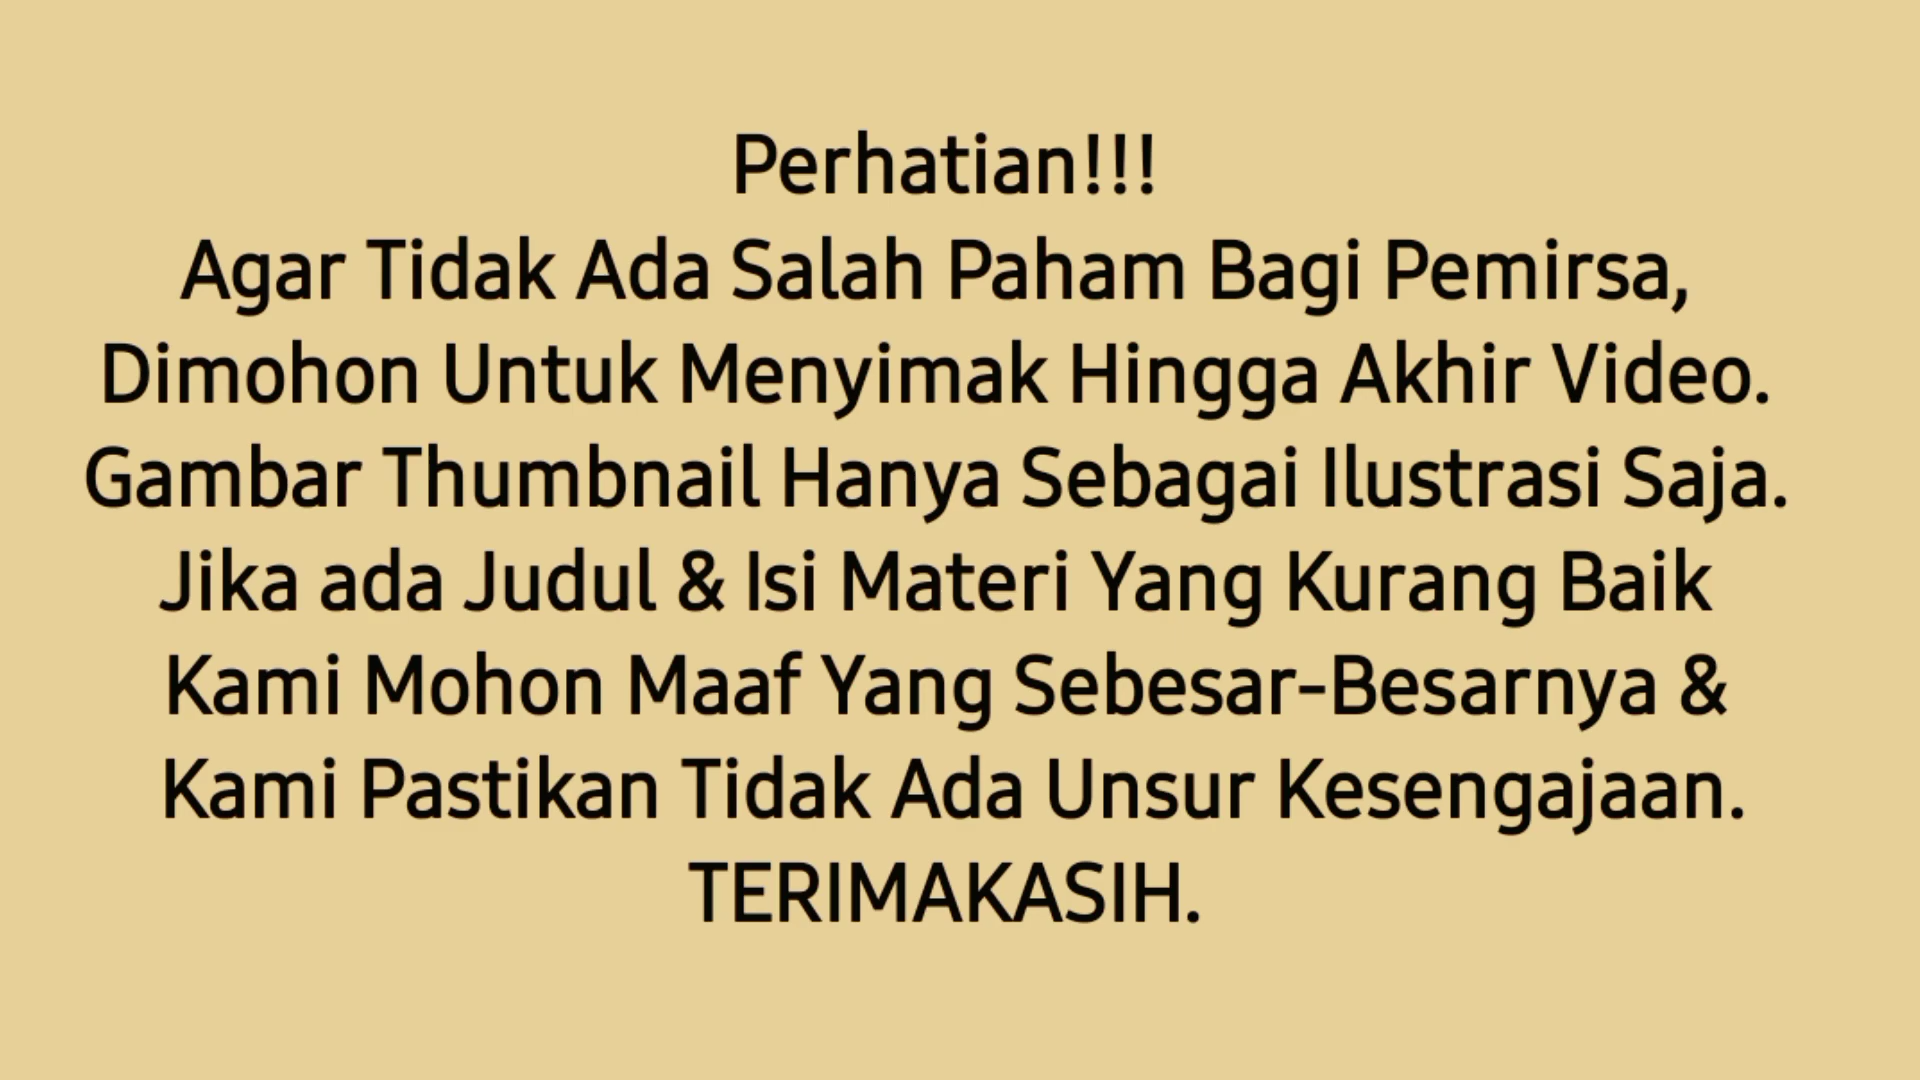 Perhatian!!!
Agar Tidak Ada Salah Paham Bagi Pemirsa,
Dimohon Untuk Menyimak Hingga Akhir Video.
Gambar Thumbnail Hanya Sebagai Ilustrasi Saja.
Jika ada Judul & Isi Materi Yang Kurang Baik
Kami Mohon Maaf Yang Sebesar-Besarnya &
Kami Pastikan Tidak Ada Unsur Kesengajaan.
TERIMAKASIH.